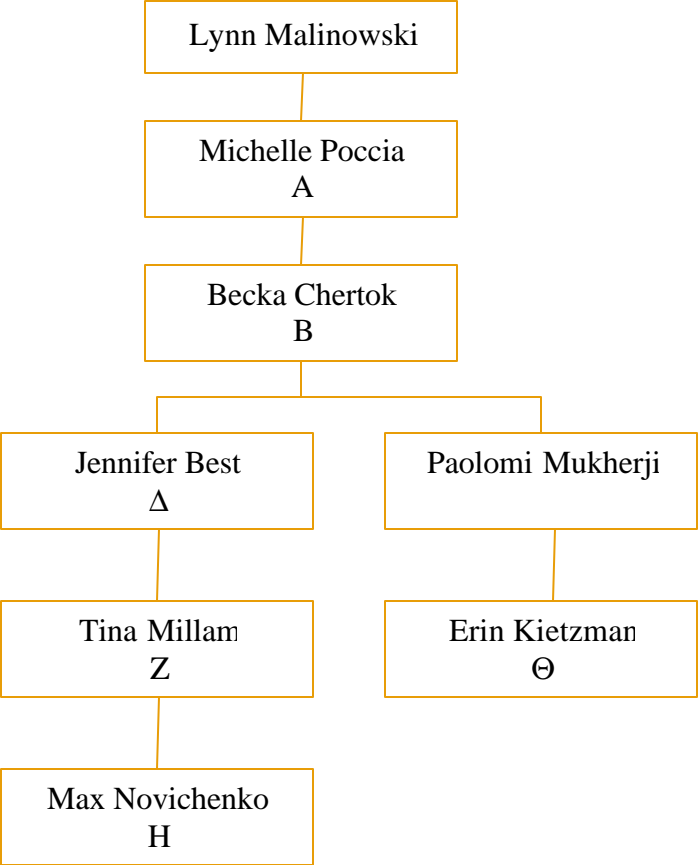 Lynn Malinowski
Michelle Poccia
Α
Becka Chertok
Β
Jennifer Best
Δ
Paolomi Mukherji
Tina Millam
Ζ
Erin Kietzman
Θ
Max Novichenko
Η